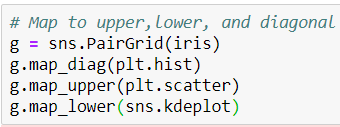 # Map to upper,lower, and diagonal
g = sns.PairGrid(iris)
g.map_diag(plt.hist)
g.map_upper(plt.scatter)
g.map_lower(sns.kdeplot)